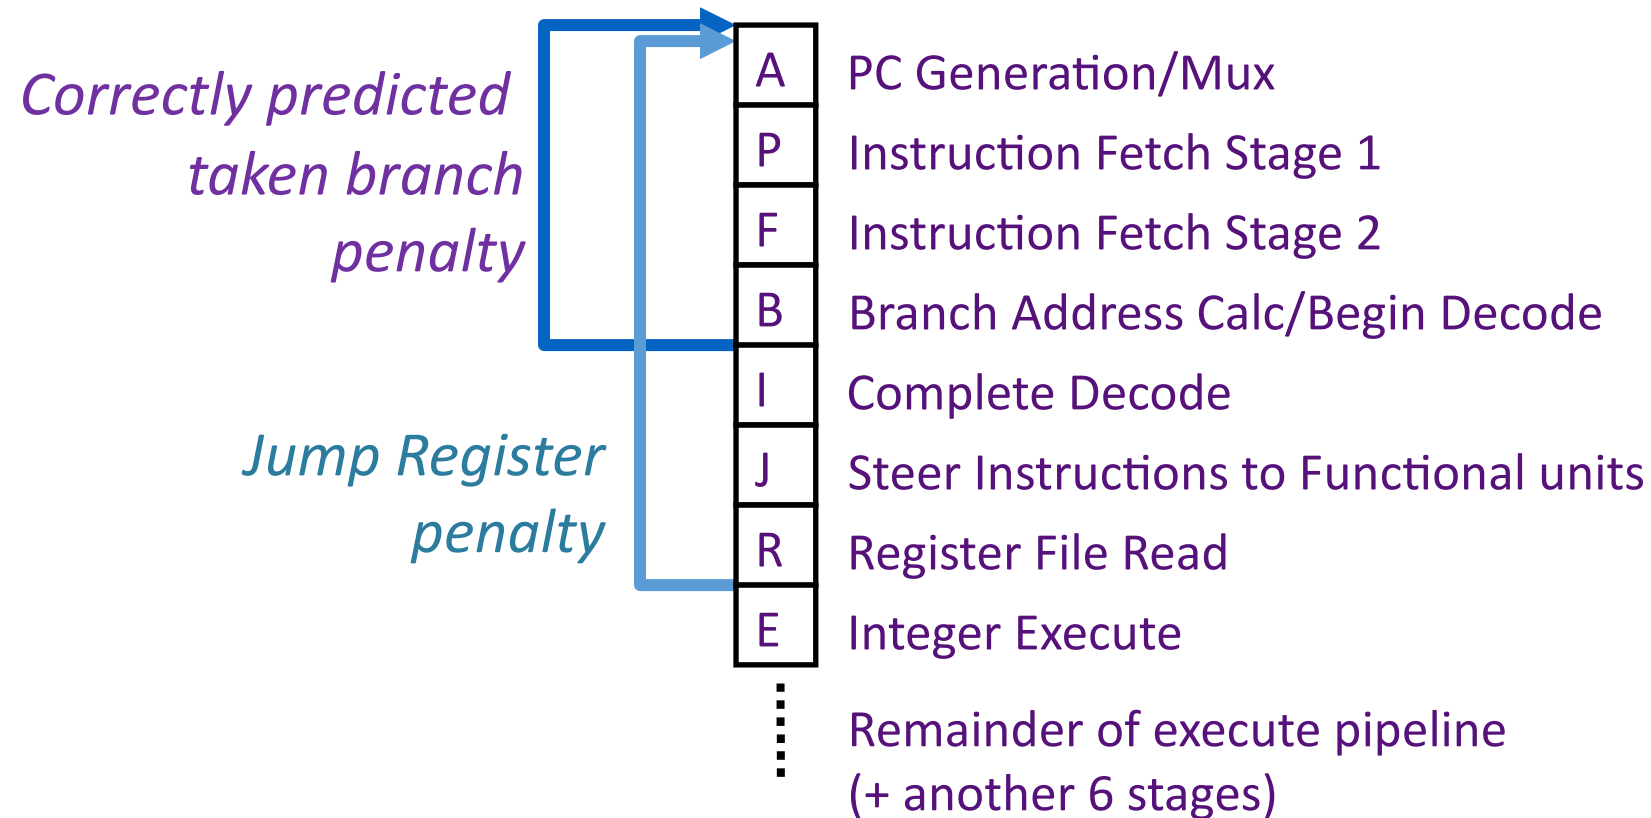 Correctly predicted
taken branch
penalty
Jump Register
penalty
A PC Generation/Mux
P Instruction Fetch Stage 1
F Instruction Fetch Stage 2
B Branch Address Calc/Begin Decode
I Complete Decode
J Steer Instructions to Functional units
R Register File Read
E Integer Execute
Remainder of execute pipeline
(+ another 6 stages)